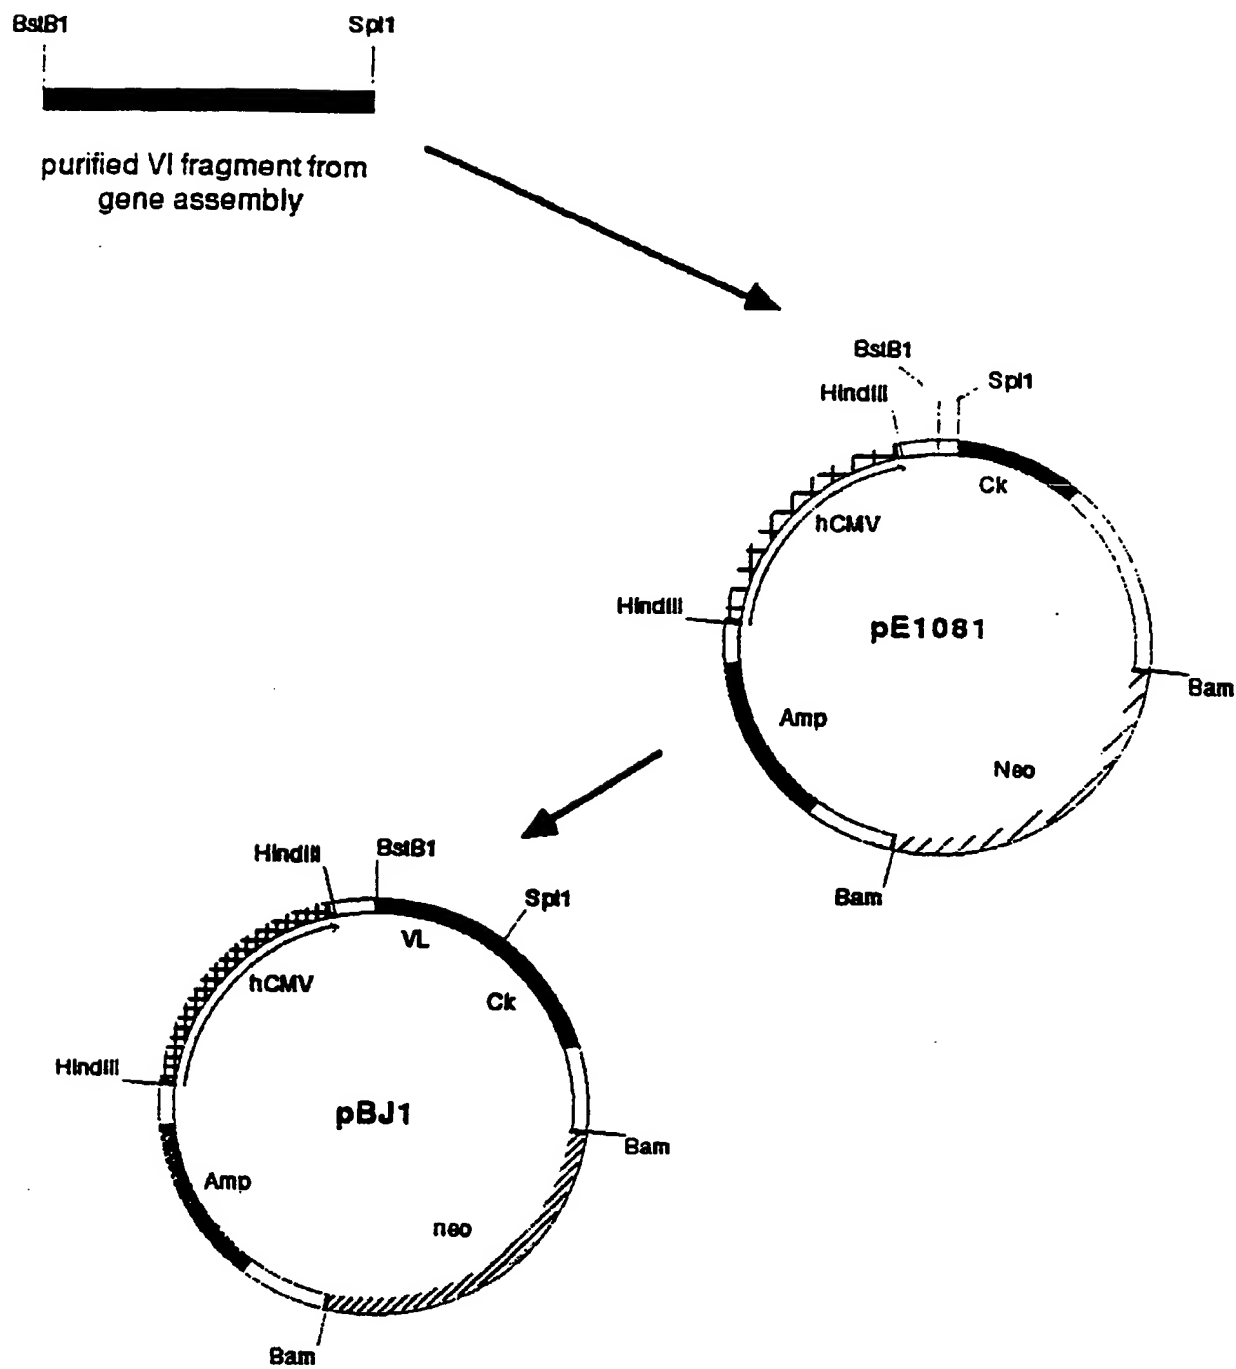 BstB1
Spl1
purified Vl fragment from
gene assembly
BstB1
HindIII
Spl1
Ck
hCMV
HindIII
pE1081
Bam
Amp
Neo
Bam
HindIII
BstB1
Spl1
VL
hCMV
Ck
HindIII
pBJ1
Bam
Amp
neo
Bam